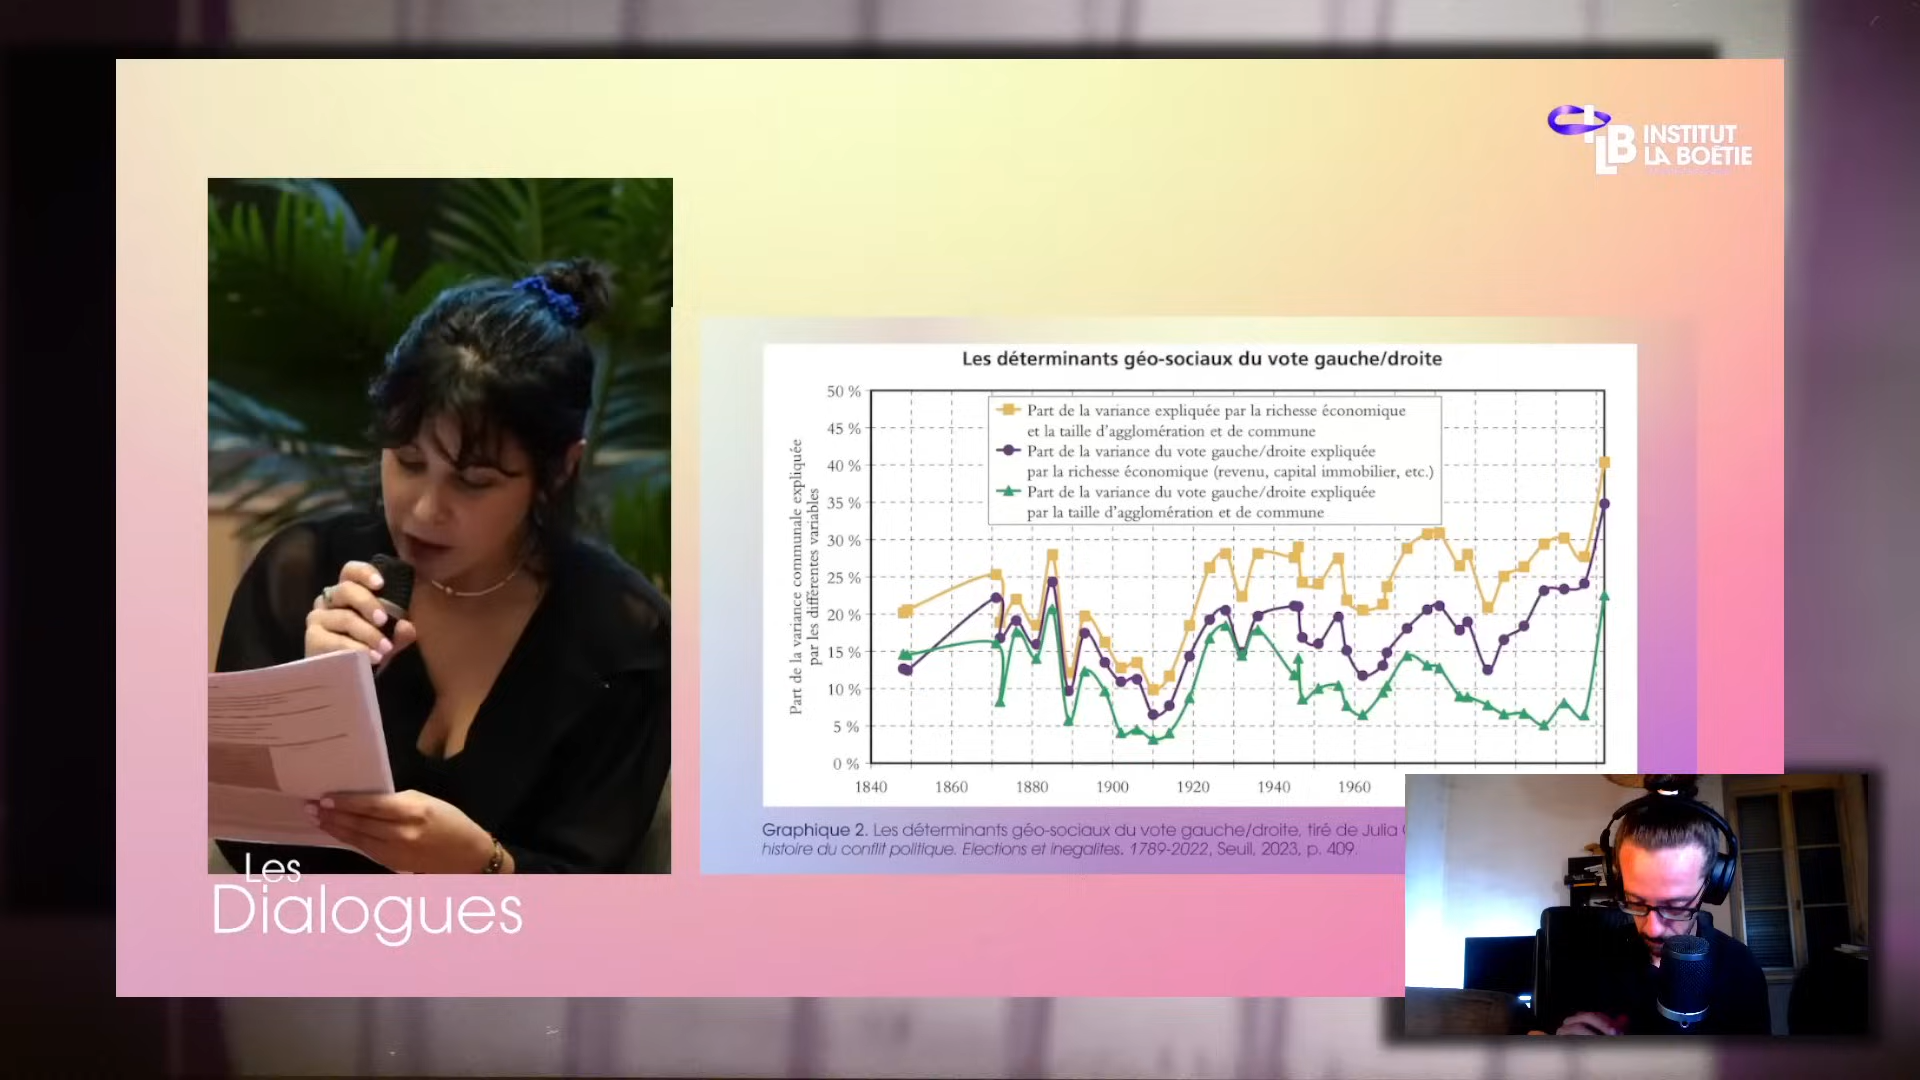 INSTITUT
LA BOÉTIE
Les déterminants géo-sociaux du vote gauche/droite
Part de la variance communale expliquée
par les différentes variables
50 %
45 %
40 %
35 %
30 %
25 %
20 %
15 %
10 %
5 %
0 %
Part de la variance expliquée par la richesse économique
et la taille d'agglomération et de commune
Part de la variance du vote gauche/droite expliquée
par la richesse économique (revenu, capital immobilier, etc.)
Part de la variance du vote gauche/droite expliquée
par la taille d'agglomération et de commune
1840 1860 1880 1900 1920 1940 1960
Graphique 2. Les déterminants géo-sociaux du vote gauche/droite, tiré de Julia
histoire du conflit politique. Elections et inegalites. 1789-2022, Seuil, 2023, p. 409
Les
Dialogues